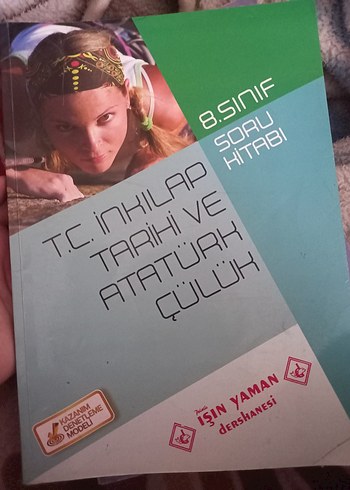 8.SINIF
SORU
KİTABI
T.C. İNKILAP
TARİHİ VE
ATATÜRK
ÇÜLÜK
KAZANIM
DENETLEME
MODELİ
IŞIN YAMAN
DERSHANESİ